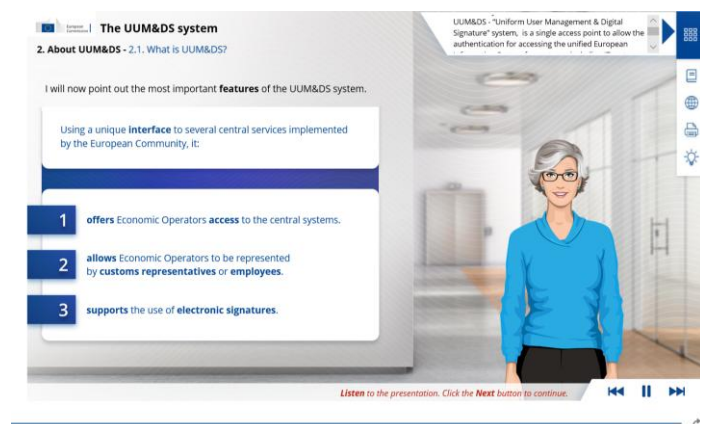 European Commission
The UUM&DS system
2. About UUM&DS - 2.1. What is UUM&DS?
UUM&DS - "Uniform User Management & Digital
Signature" system, is a single access point to allow the
authentication for accessing the unified European
I will now point out the most important features of the UUM&DS system.
Using a unique interface to several central services implemented
by the European Community, it:
1 offers Economic Operators access to the central systems.
2 allows Economic Operators to be represented
by customs representatives or employees.
3 supports the use of electronic signatures.
Listen to the presentation. Click the Next button to continue.